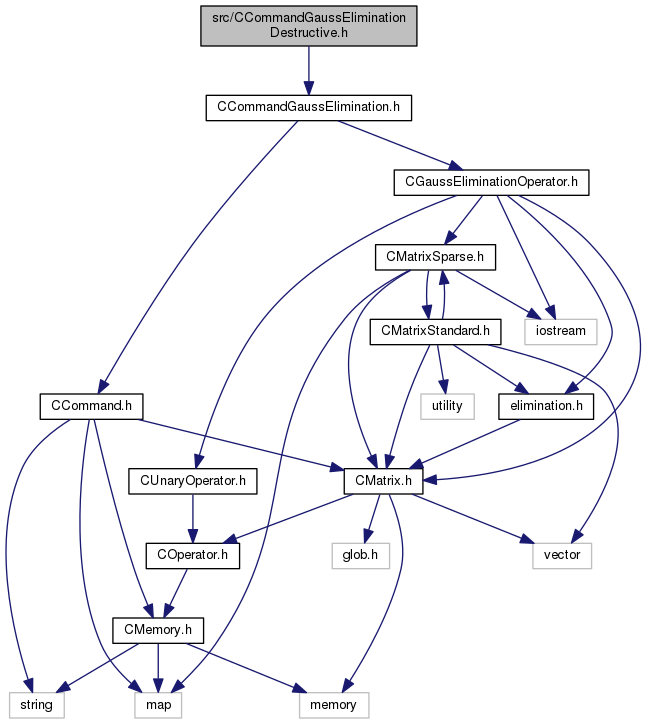 src/CCommandGaussElimination
Destructive.h
CCommandGaussElimination.h
CGaussEliminationOperator.h
CMatrixSparse.h
CMatrixStandard.h
iostream
CCommand.h
utility
elimination.h
CUnaryOperator.h
CMatrix.h
COperator.h
glob.h
vector
CMemory.h
string
map
memory